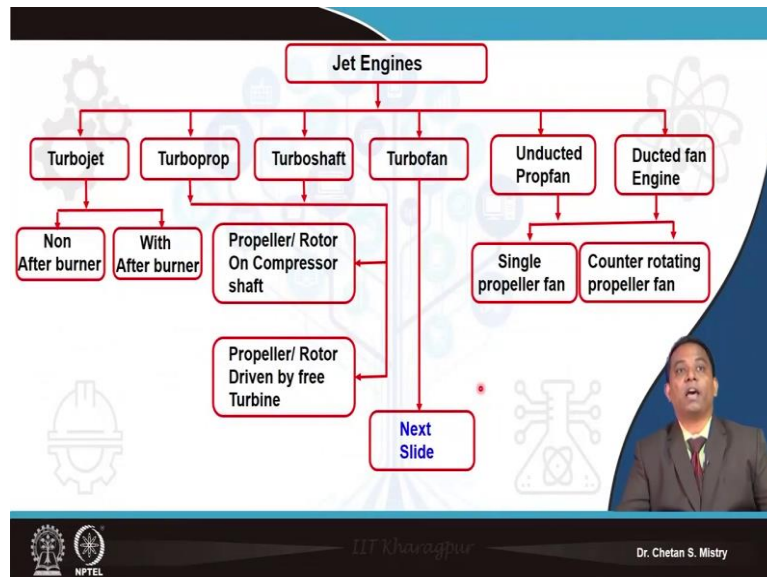 Jet Engines
Turbojet
Turboprop
Turboshaft
Turbofan
Unducted
Propfan
Ducted fan
Engine
Non
After burner
With
After burner
Propeller/ Rotor
On Compressor
shaft
Single
propeller fan
Counter rotating
propeller fan
Propeller/ Rotor
Driven by free
Turbine
Next
Slide
NPTEL
IIT Kharagpur
Dr. Chetan S. Mistry